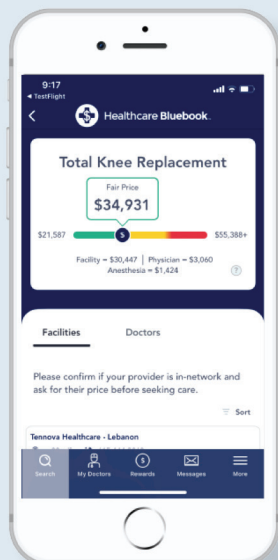 9:17
◄ TestFlight
Healthcare Bluebook.
Total Knee Replacement
Fair Price
$34,931
$21,587
$
$55,388+
Facility = $30,447 | Physician = $3,060
Anesthesia = $1,424
?
Facilities
Doctors
Please confirm if your provider is in-network and
ask for their price before seeking care.
Sort
Tennova Healthcare - Lebanon
Search
My Doctors
Rewards
Messages
More